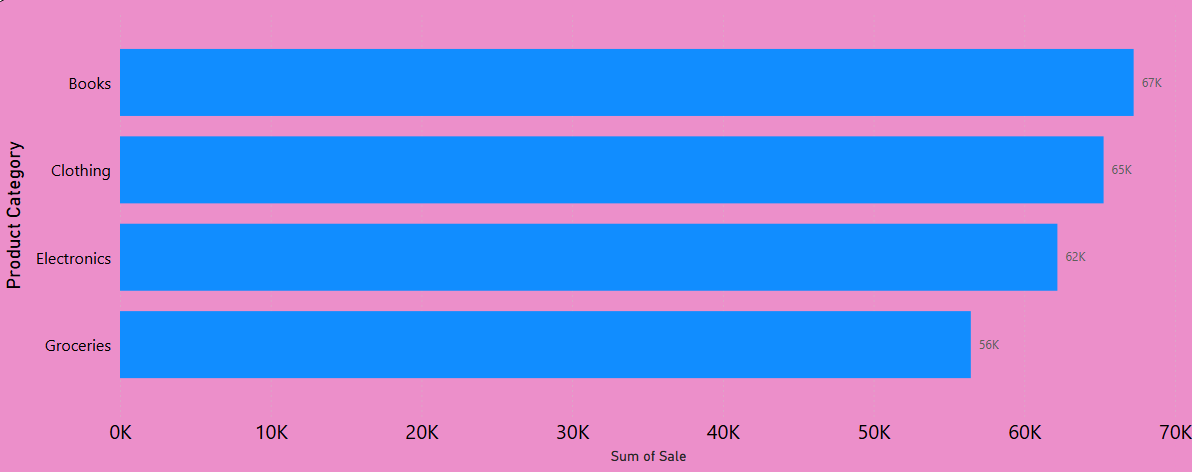 Product Category
Books
67K
Clothing
65K
Electronics
62K
Groceries
56K
0K 10K 20K 30K 40K 50K 60K 70K
Sum of Sale